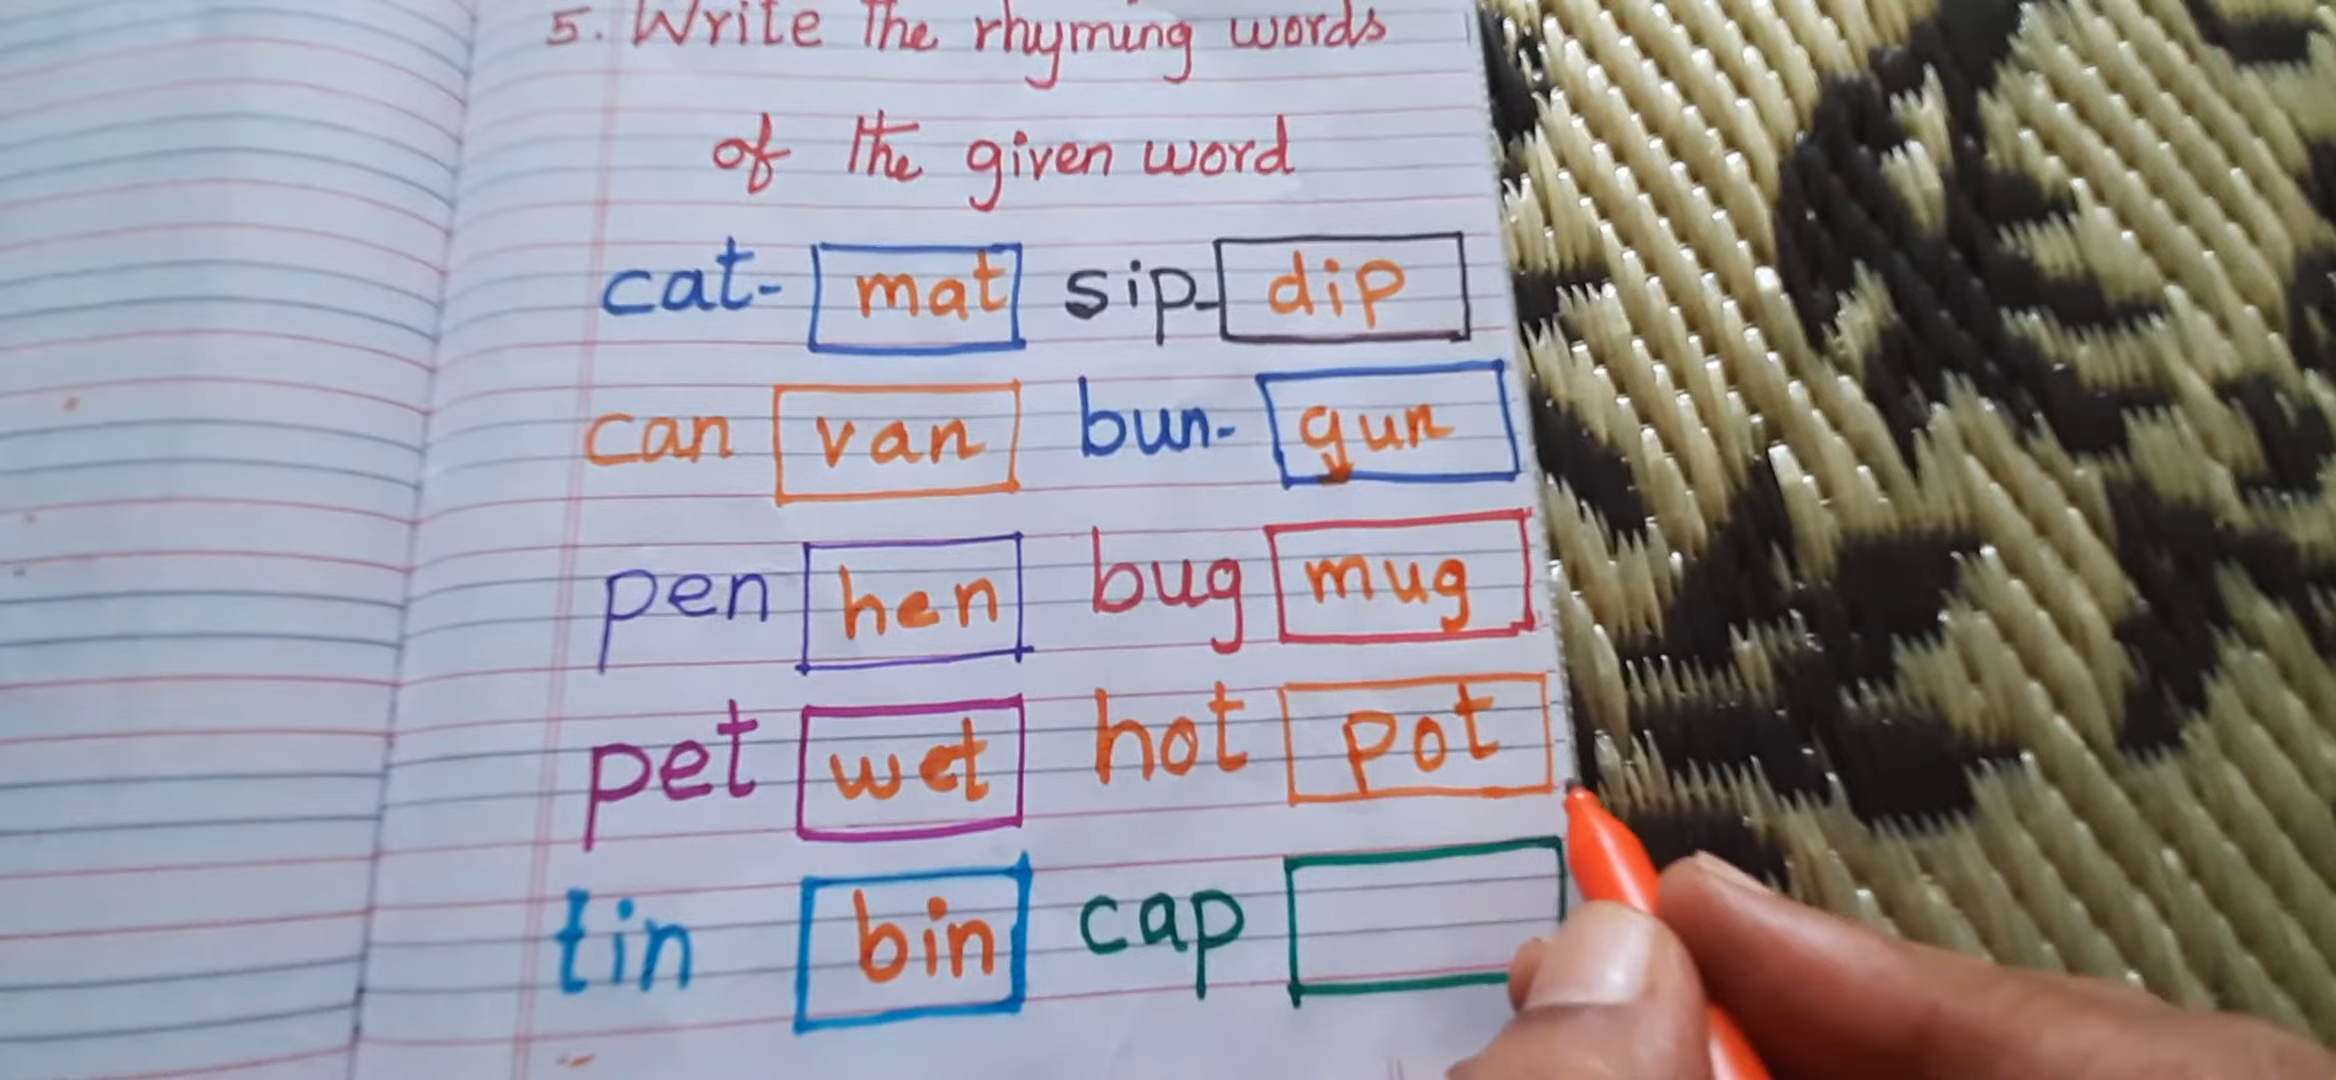 5. Write the rhyming words
of the given word
cat- mat sip- dip
can van bun- gun
pen hen bug mug
pet wet hot pot
tin bin cap